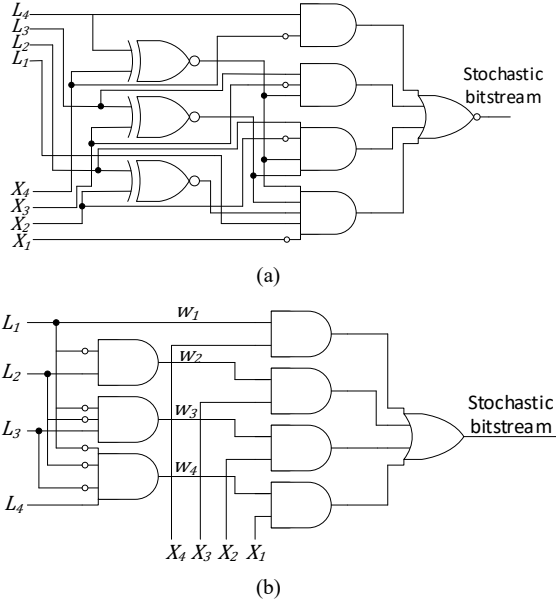 L4
L3
L2
L1
Stochastic
bitstream
X4
X3
X2
X1
(a)
L1
w1
L2
w2
L3
w3
w4
L4
Stochastic
bitstream
X4 X3 X2 X1
(b)